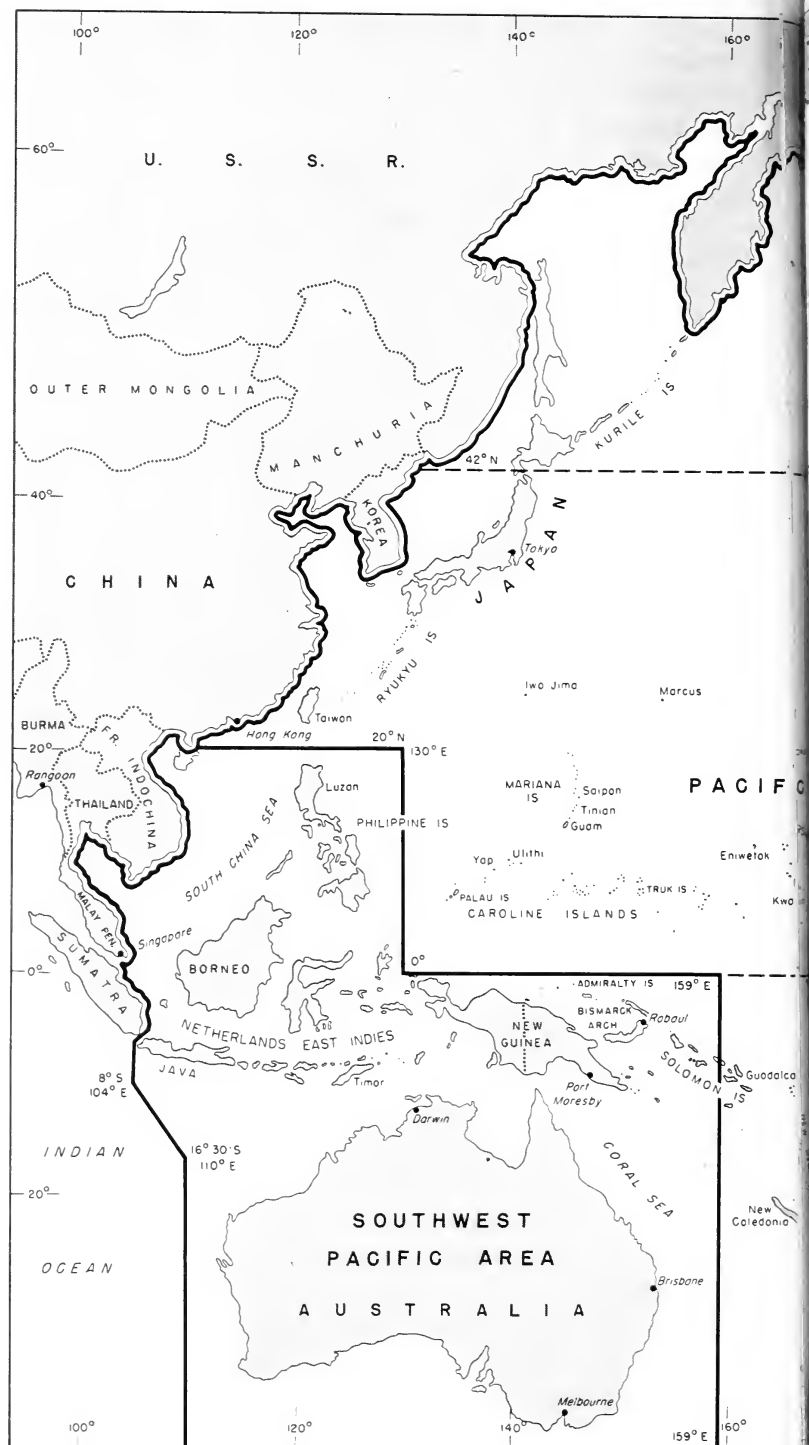 100°
120°
140°
160°
60°
U. S. S. R.
OUTER MONGOLIA
MANCHURIA
KURILE IS
42° N
40°
KOREA
JAPAN
Tokyo
CHINA
RYUKYU IS
Iwo Jima
Marcus
Taiwan
BURMA
Hong Kong
20°
20° N
130° E
FR. INDOCHINA
Rangoon
THAILAND
Luzon
MARIANA
IS
Saipan
Tinian
Guam
PACIFC
PHILIPPINE IS
SOUTH CHINA SEA
Yap
Ulithi
Eniwetok
PALAU IS
TRUK IS
Kwa
CAROLINE ISLANDS
MALAY PEN.
Singapore
SUMATRA
0°
0°
BORNEO
ADMIRALTY IS
159° E
BISMARCK
ARCH
Rabaul
NEW
GUINEA
NETHERLANDS EAST INDIES
SOLOMON IS
Guadalca
JAVA
Timor
8° S
104° E
Port
Moresby
Darwin
INDIAN
16° 30·S
110° E
CORAL SEA
20°
New
Caledonia
SOUTHWEST
PACIFIC AREA
OCEAN
Brisbane
AUSTRALIA
Melbourne
100°
120°
140°
159° E
160°